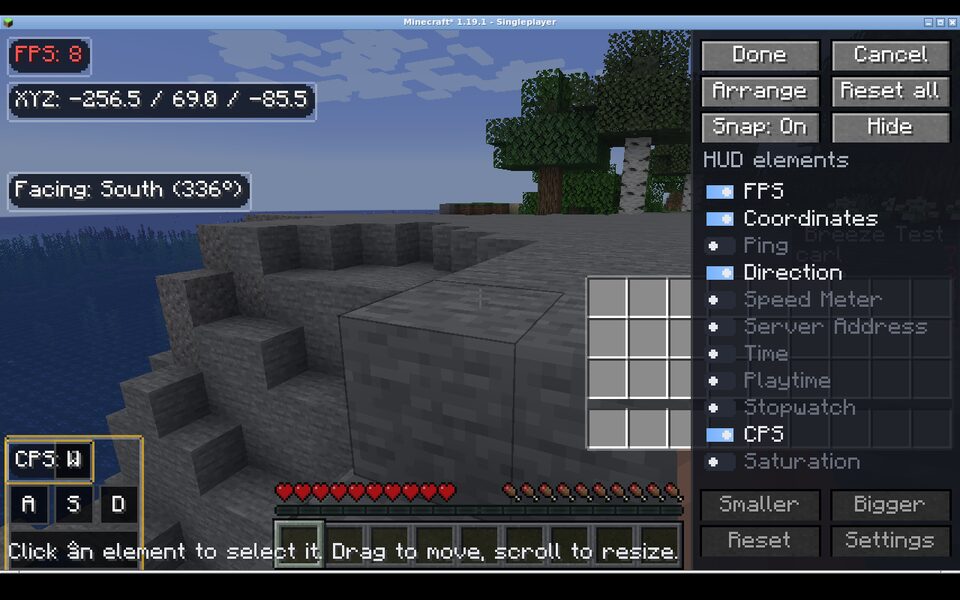 Minecraft* 1.19.1 - Singleplayer
FPS: 8
XYZ: -256.5 / 69.0 / -85.5
Facing: South (336°)
Done
Cancel
Arrange
Reset all
Snap: On
Hide
HUD elements
FPS
Coordinates
Ping
Breeze Test
carl
Direction
Speed Meter
Server Address
Time
Playtime
Stopwatch
CPS
Saturation
Smaller
Bigger
Reset
Settings
CPS: W
A S D
Click an element to select it. Drag to move, scroll to resize.